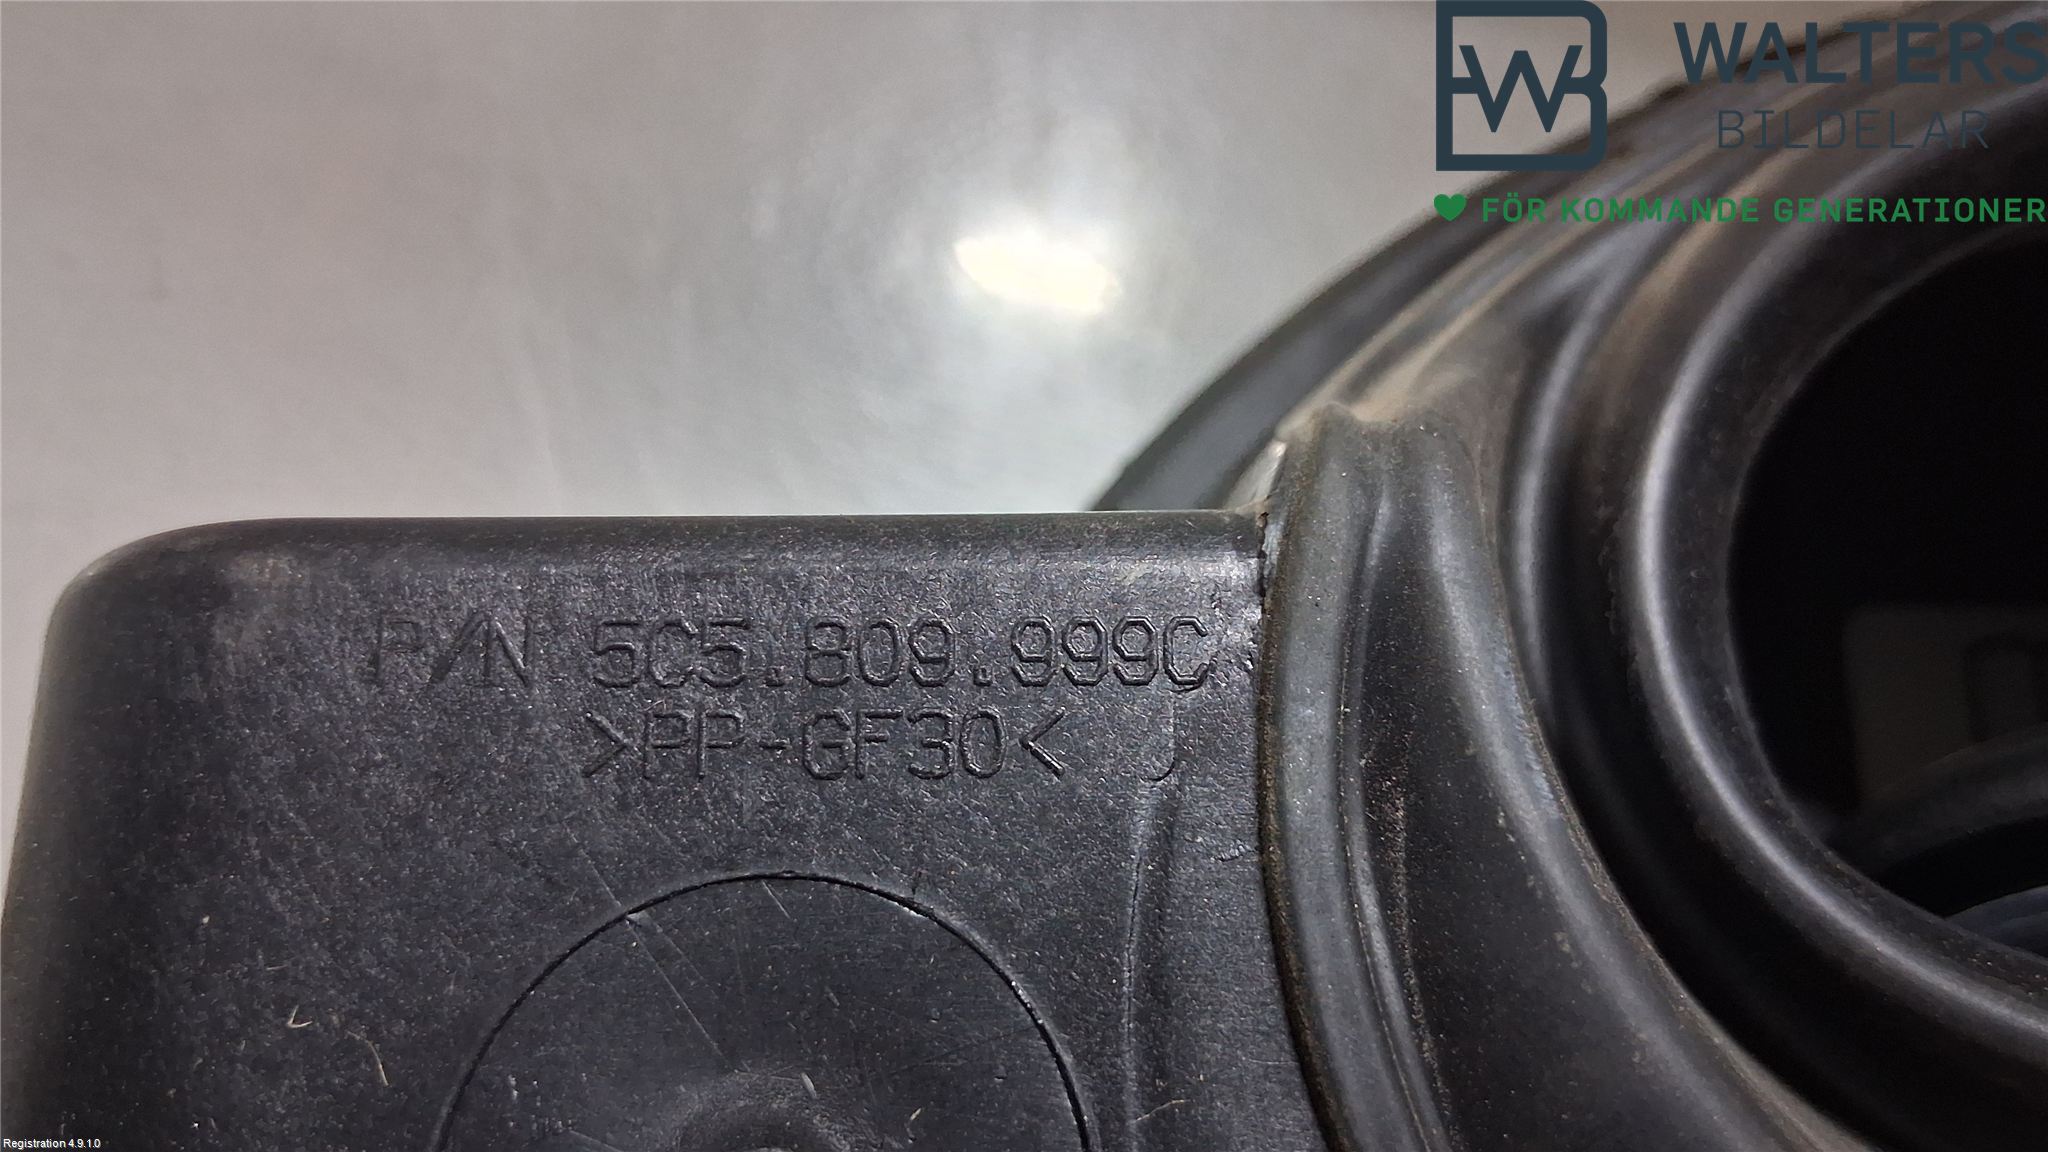 WALTERS
BILDELAR
FÖR KOMMANDE GENERATIONER
P/N 5C5.809.999C
>PP-GF30<
Registration 4.9.1.0